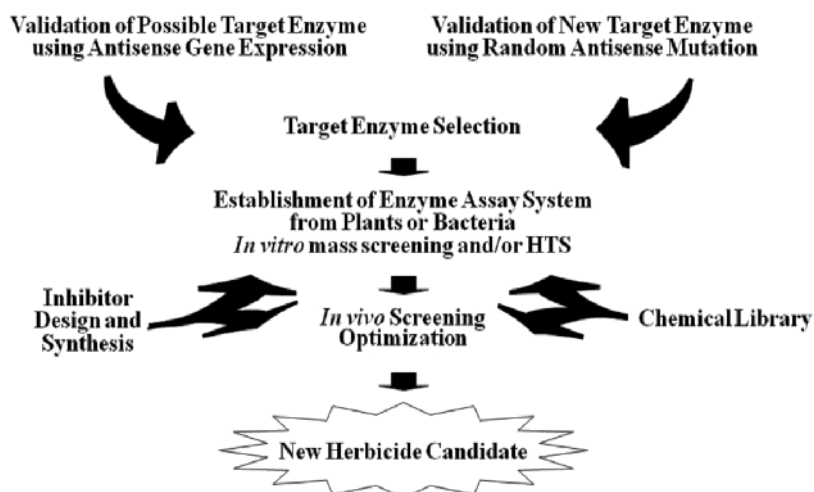 Validation of Possible Target Enzyme
using Antisense Gene Expression
Validation of New Target Enzyme
using Random Antisense Mutation
Target Enzyme Selection
Establishment of Enzyme Assay System
from Plants or Bacteria
In vitro mass screening and/or HTS
Inhibitor
Design and
Synthesis
In vivo Screening
Optimization
Chemical Library
New Herbicide Candidate